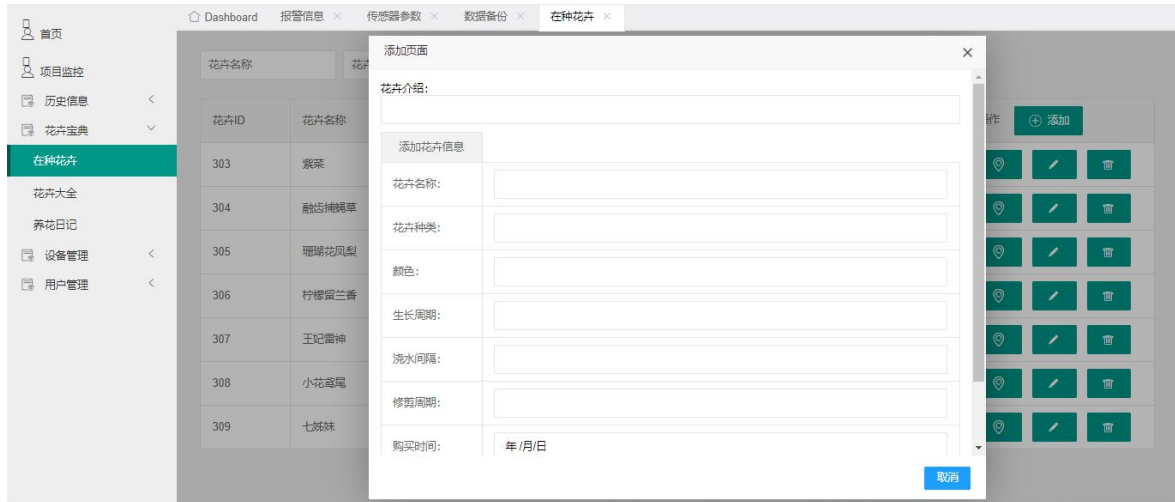 首页
项目监控
历史信息
花卉宝典
在种花卉
花卉大全
养花日记
设备管理
用户管理
Dashboard 报警信息 传感器参数 数据备份 在种花卉
花卉名称 花卉
花卉ID 花卉名称 操作 添加
303 紫菜
304 融齿捕蝇草
305 珊瑚花凤梨
306 柠檬留兰香
307 王妃雷神
308 小花鸢尾
309 七姊妹
添加页面
花卉介绍:
添加花卉信息
花卉名称:
花卉种类:
颜色:
生长周期:
浇水间隔:
修剪周期:
购买时间: 年/月/日
取消